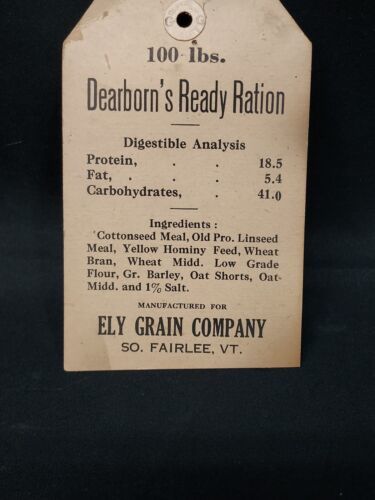 100 lbs.
Dearborn's Ready Ration
Digestible Analysis
Protein, . . 18.5
Fat, . . . 5.4
Carbohydrates, . 41.0
Ingredients :
Cottonseed Meal, Old Pro. Linseed
Meal, Yellow Hominy Feed, Wheat
Bran, Wheat Midd. Low Grade
Flour, Gr. Barley, Oat Shorts, Oat
Midd. and 1% Salt.
MANUFACTURED FOR
ELY GRAIN COMPANY
SO. FAIRLEE, VT.